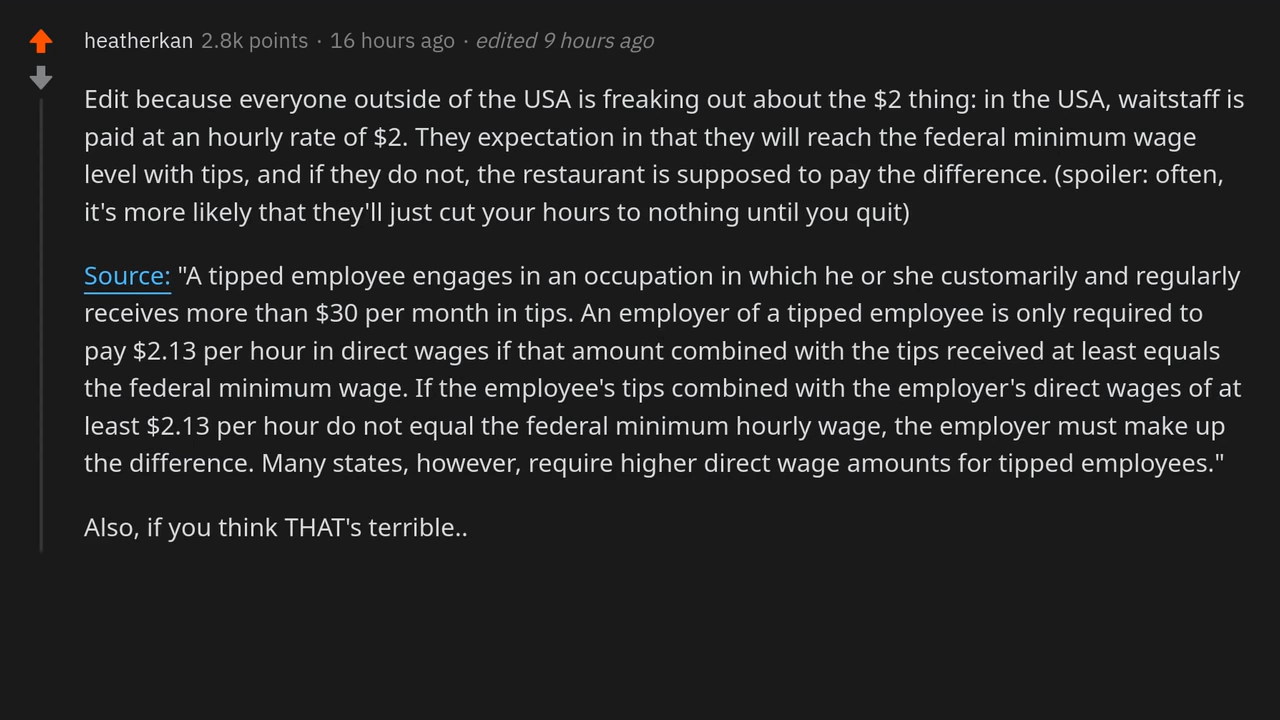 heatherkan 2.8k points · 16 hours ago · edited 9 hours ago
Edit because everyone outside of the USA is freaking out about the $2 thing: in the USA, waitstaff is
paid at an hourly rate of $2. They expectation in that they will reach the federal minimum wage
level with tips, and if they do not, the restaurant is supposed to pay the difference. (spoiler: often,
it's more likely that they'll just cut your hours to nothing until you quit)
Source: "A tipped employee engages in an occupation in which he or she customarily and regularly
receives more than $30 per month in tips. An employer of a tipped employee is only required to
pay $2.13 per hour in direct wages if that amount combined with the tips received at least equals
the federal minimum wage. If the employee's tips combined with the employer's direct wages of at
least $2.13 per hour do not equal the federal minimum hourly wage, the employer must make up
the difference. Many states, however, require higher direct wage amounts for tipped employees."
Also, if you think THAT's terrible..